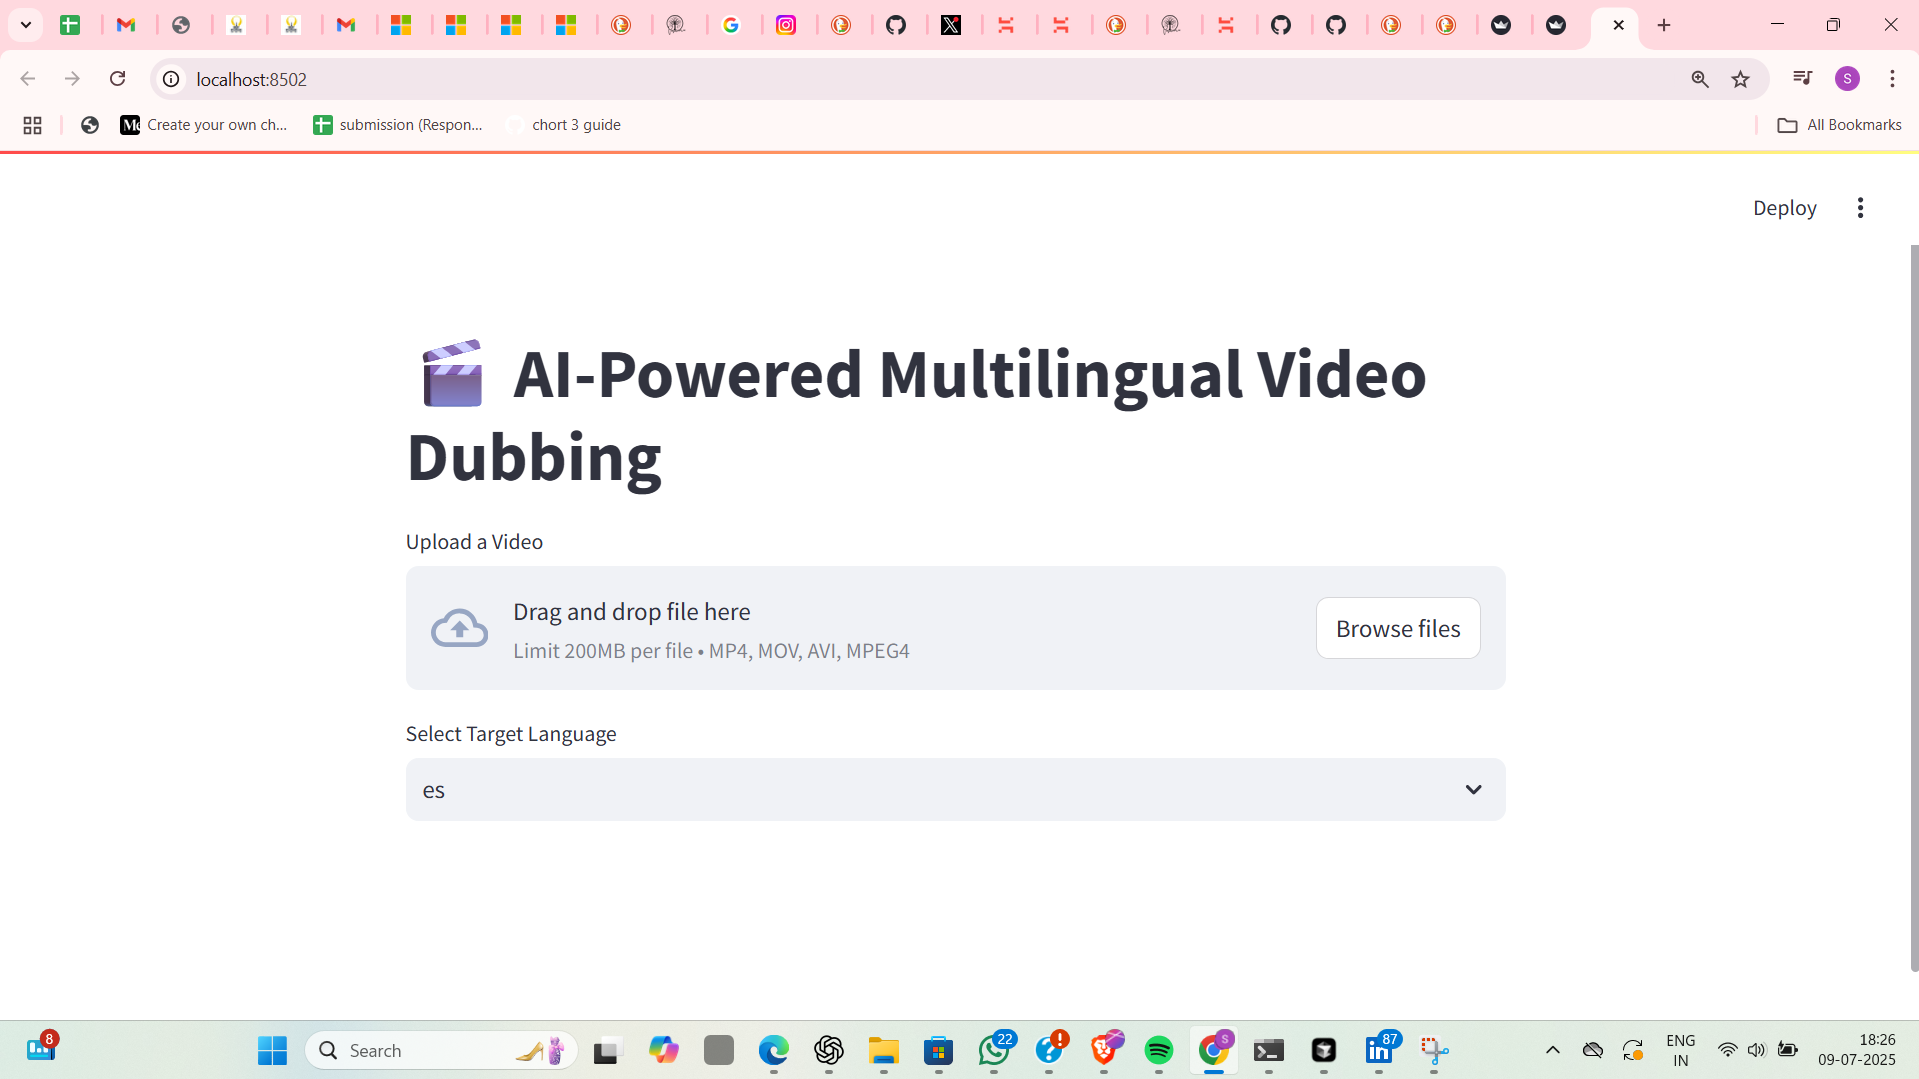 S
localhost:8502
S
Create your own ch...
submission (Respon...
chort 3 guide
All Bookmarks
Deploy
AI-Powered Multilingual Video
Dubbing
Upload a Video
Drag and drop file here
Limit 200MB per file • MP4, MOV, AVI, MPEG4
Browse files
Select Target Language
es
8
Search
22
S
87
ENG
IN
18:26
09-07-2025